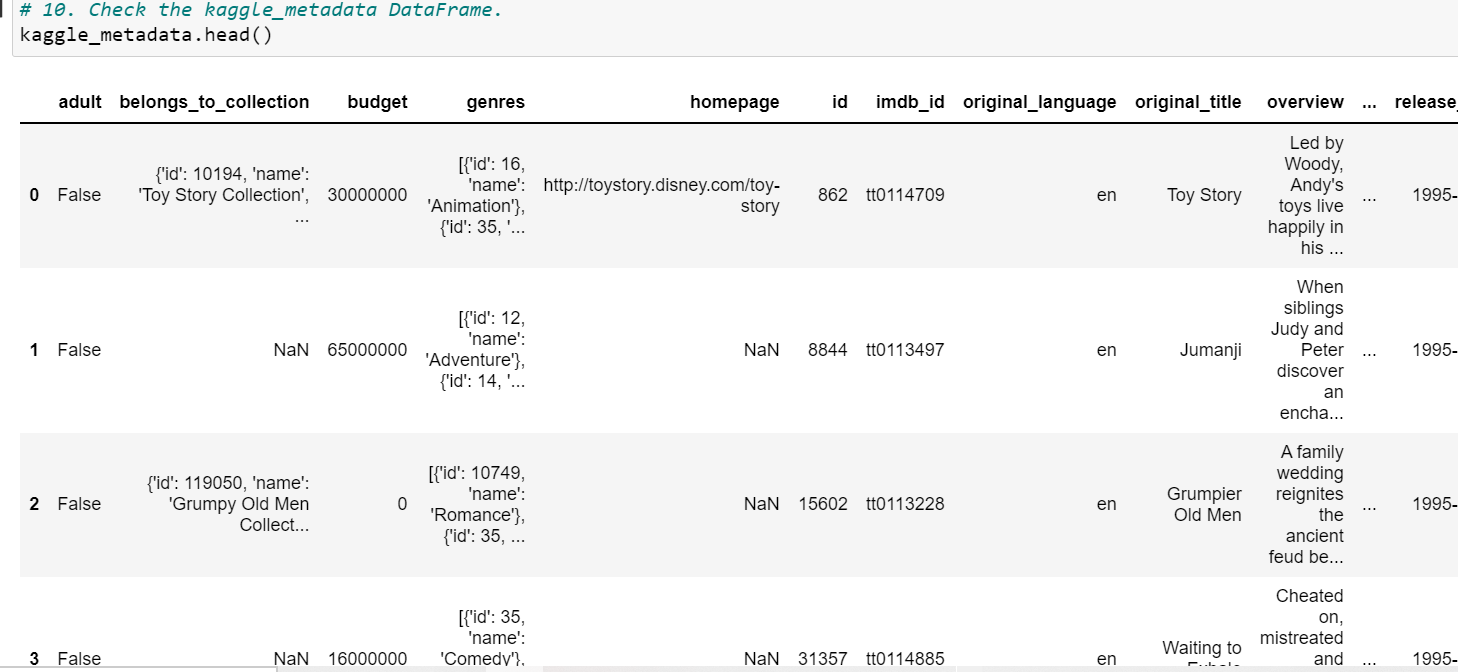 # 10. Check the kaggle_metadata DataFrame.
kaggle_metadata.head()
adult belongs_to_collection budget genres homepage id imdb_id original_language original_title overview ... release_
0 False {'id': 10194, 'name': 'Toy Story Collection', ... 30000000 [{'id': 16, 'name': 'Animation'}, {'id': 35, '... http://toystory.disney.com/toy-story 862 tt0114709 en Toy Story Led by Woody, Andy's toys live happily in his ... ... 1995-
1 False NaN 65000000 [{'id': 12, 'name': 'Adventure'}, {'id': 14, '... NaN 8844 tt0113497 en Jumanji When siblings Judy and Peter discover an encha... ... 1995-
2 False {'id': 119050, 'name': 'Grumpy Old Men Collect... 0 [{'id': 10749, 'name': 'Romance'}, {'id': 35, ... NaN 15602 tt0113228 en Grumpier Old Men A family wedding reignites the ancient feud be... ... 1995-
3 False NaN 16000000 [{'id': 35, 'name': 'Comedy'}, NaN 31357 tt0114885 en Waiting to Cheated on, mistreated and ... 1995-